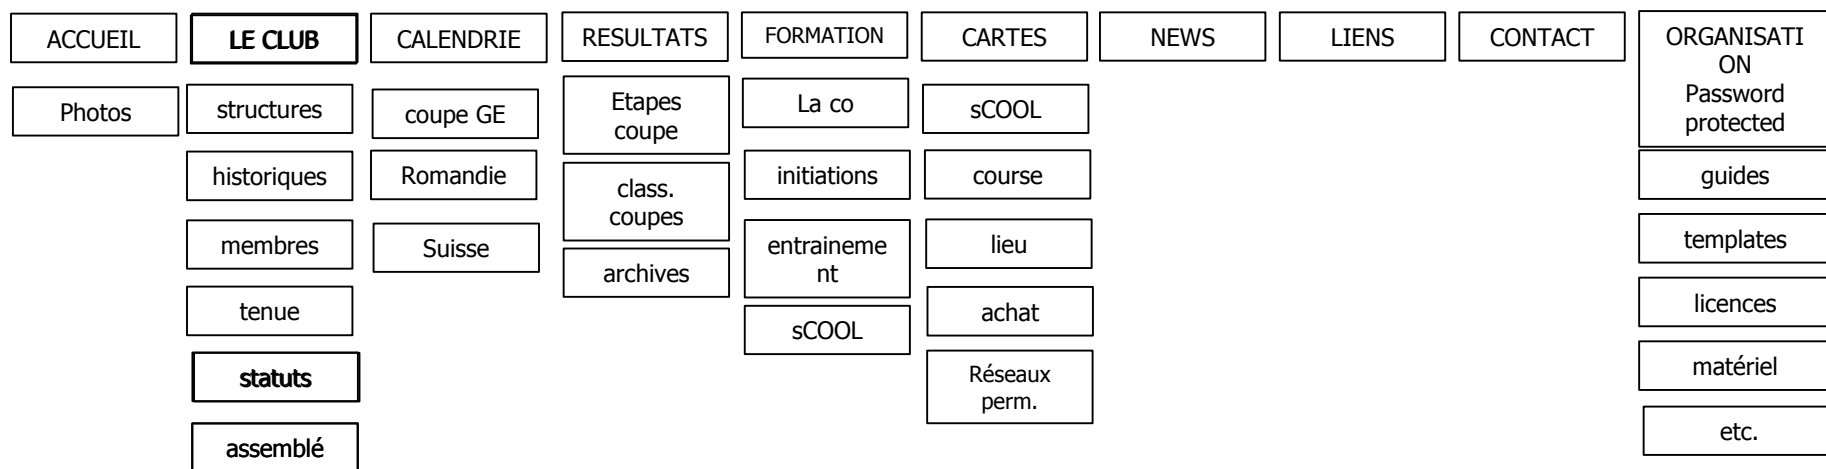 ACCUEIL
LE CLUB
CALENDRIE
RESULTATS
FORMATION
CARTES
NEWS
LIENS
CONTACT
ORGANISATI
ON
Password
protected
Photos
structures
historiques
membres
tenue
statuts
assemblé
coupe GE
Romandie
Suisse
Etapes
coupe
class.
coupes
archives
La co
initiations
entraineme
nt
sCOOL
sCOOL
course
lieu
achat
Réseaux
perm.
guides
templates
licences
matériel
etc.